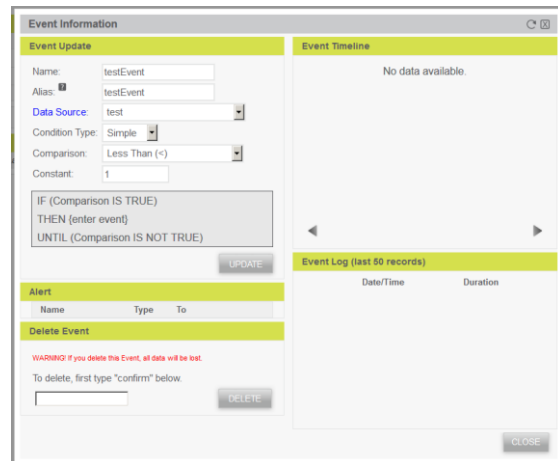 Event Information
Event Update
Name: testEvent
Alias: ? testEvent
Data Source: test
Condition Type: Simple
Comparison: Less Than (<)
Constant: 1
IF (Comparison IS TRUE)
THEN {enter event}
UNTIL (Comparison IS NOT TRUE)
UPDATE
Alert
Name Type To
Delete Event
WARNING! If you delete this Event, all data will be lost.
To delete, first type "confirm" below.
DELETE
Event Timeline
No data available.
Event Log (last 50 records)
Date/Time Duration
CLOSE